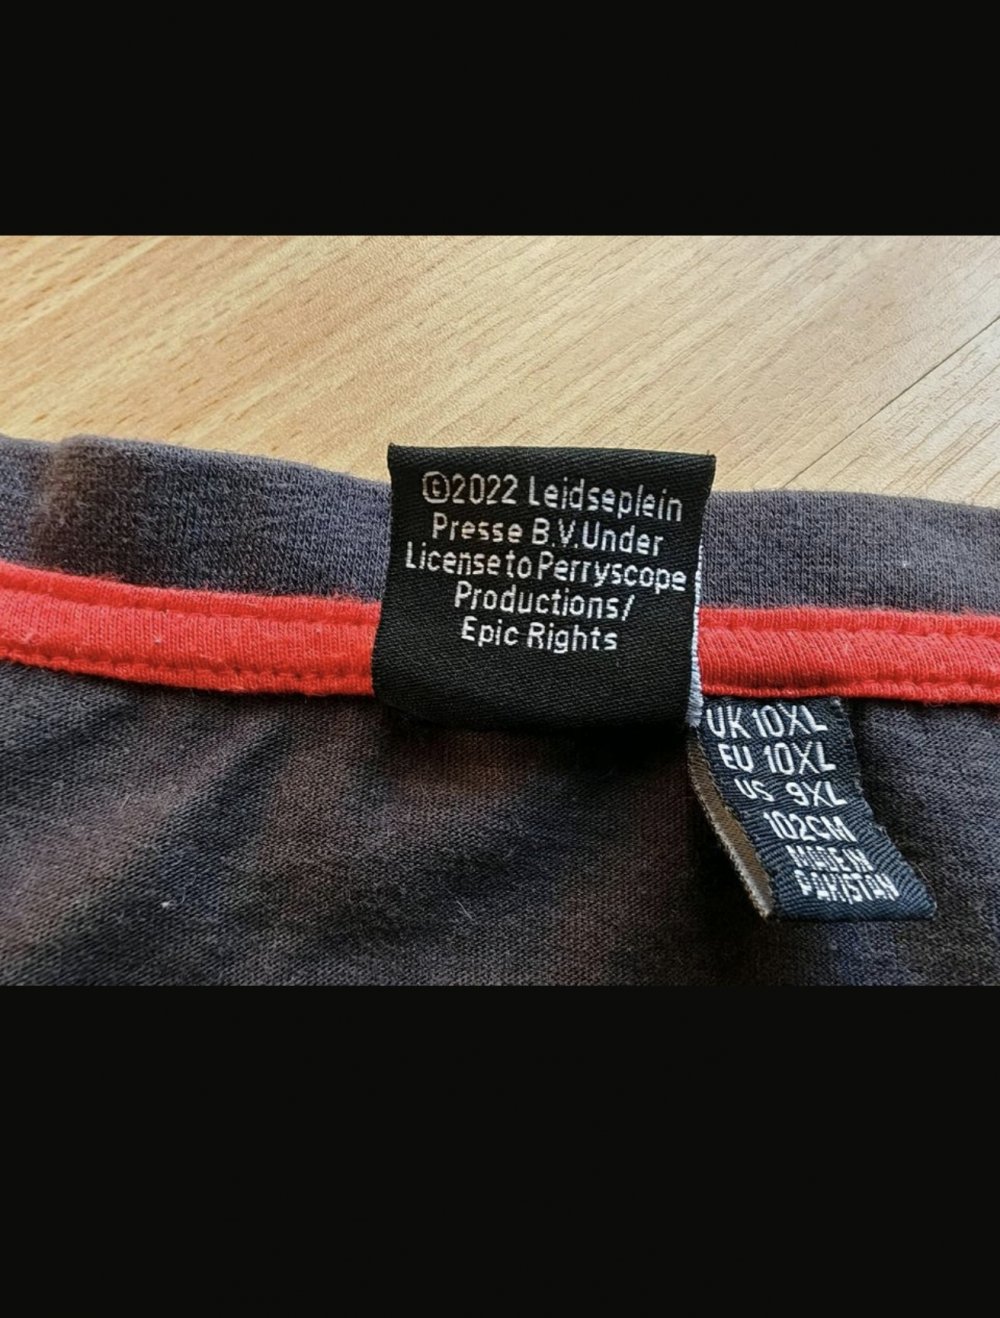 ©2022 Leidseplein
Presse B.V.Under
License to Perryscope
Productions/
Epic Rights
UK 10XL
EU 10XL
US 9XL
102CM
MADE IN
PAKISTAN